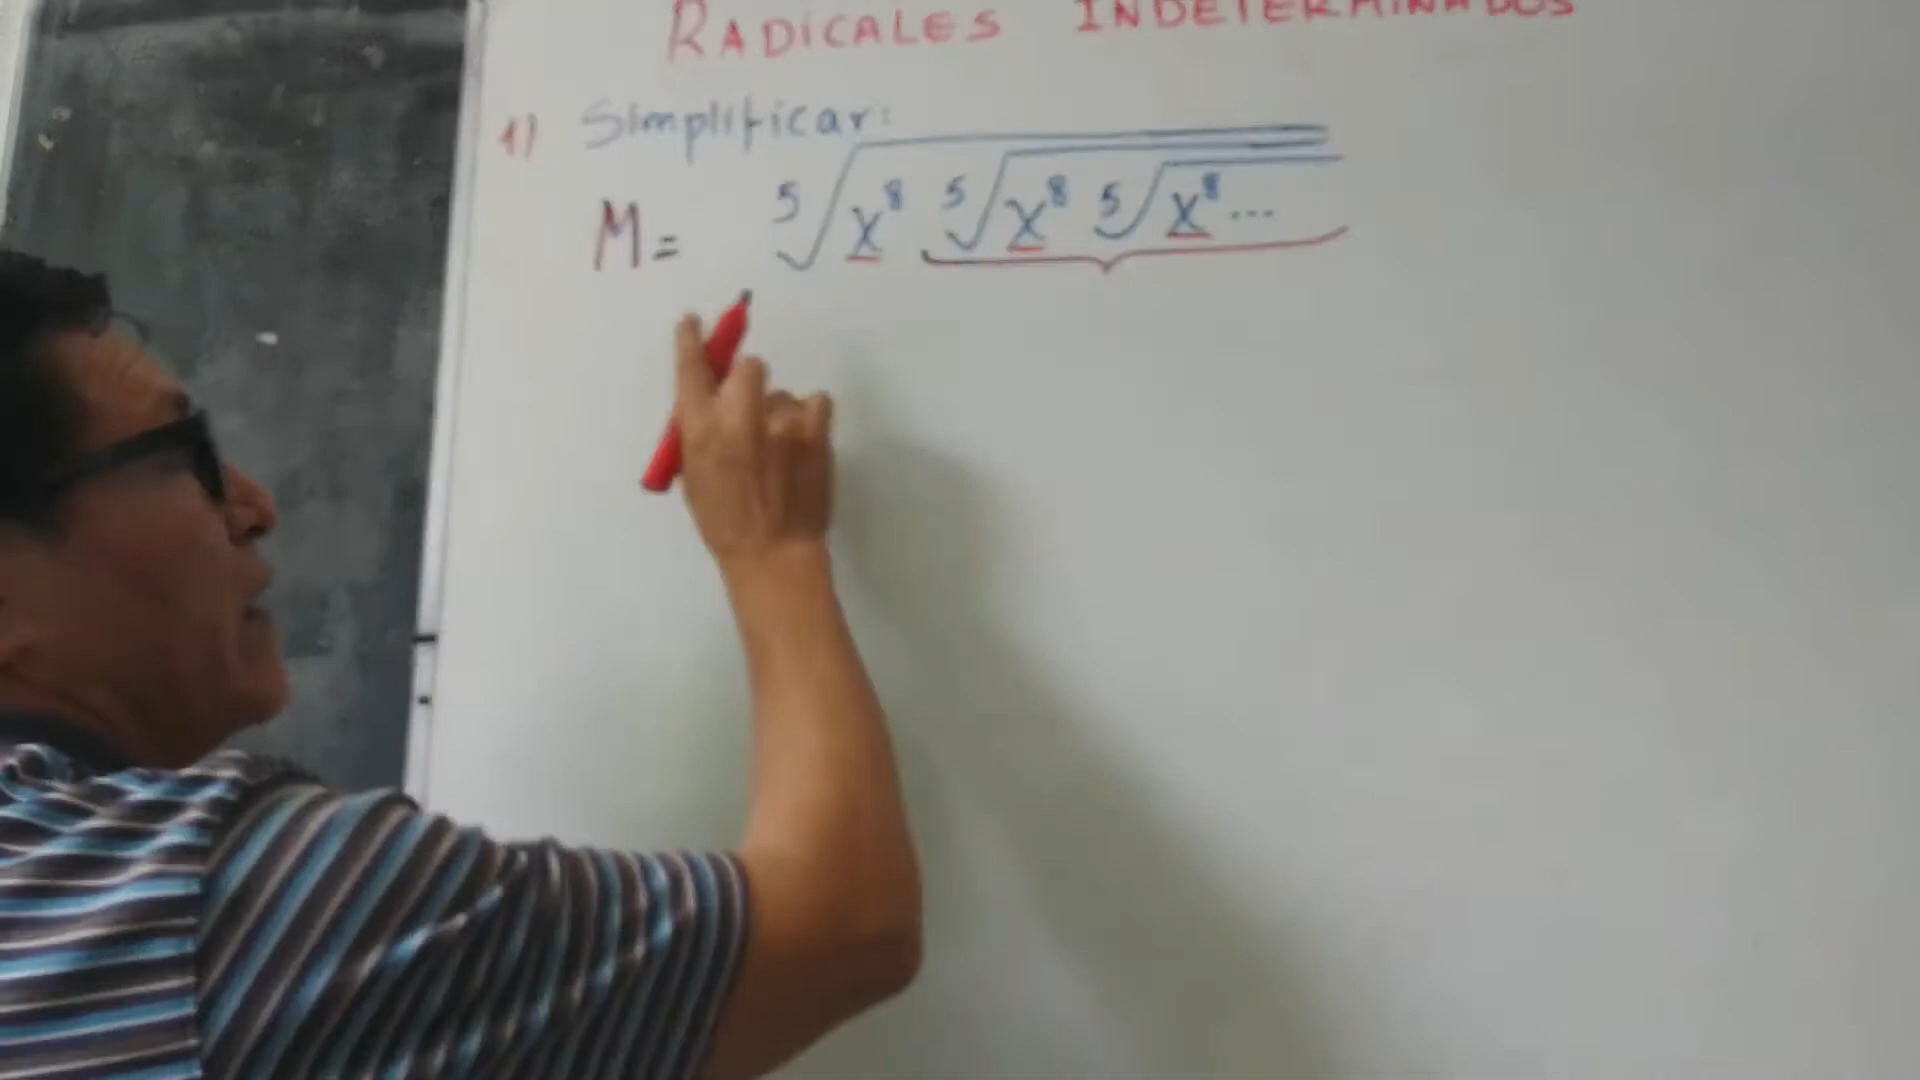 RADICALES INDETERMINADOS
1) Simplificar:
M = ⁵√x⁸ ⁵√x⁸ ⁵√x⁸...